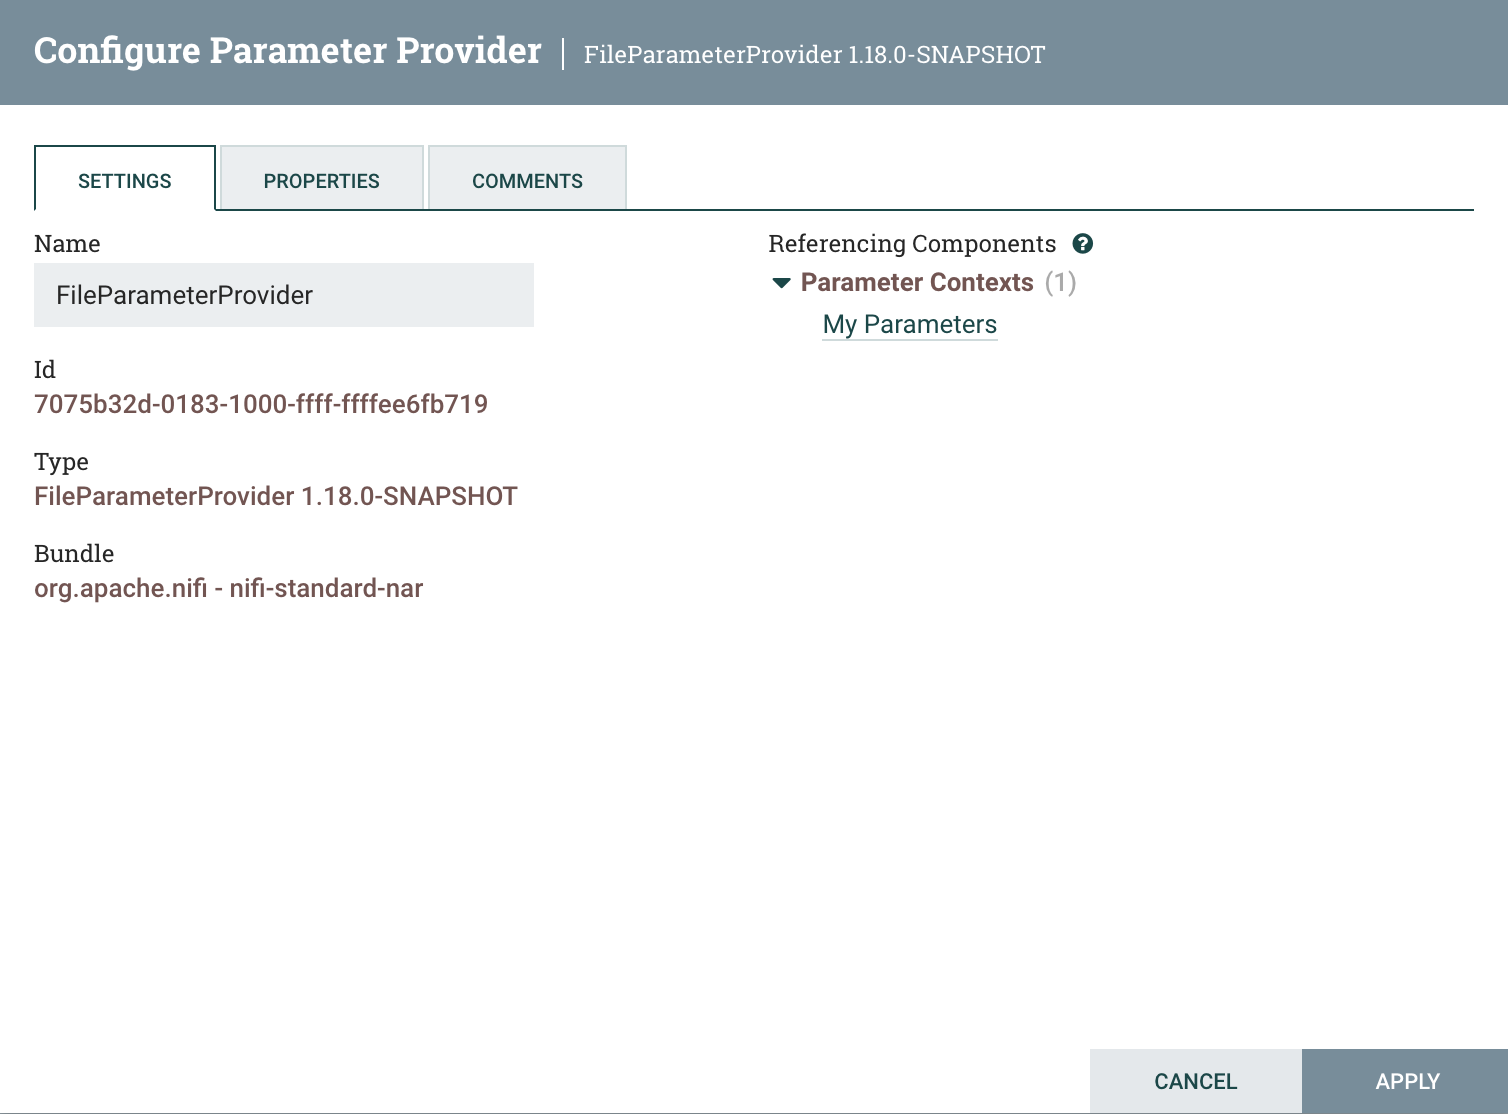 Configure Parameter Provider | FileParameterProvider 1.18.0-SNAPSHOT
SETTINGS PROPERTIES COMMENTS
Name
FileParameterProvider
Id
7075b32d-0183-1000-ffff-ffffee6fb719
Type
FileParameterProvider 1.18.0-SNAPSHOT
Bundle
org.apache.nifi - nifi-standard-nar
Referencing Components ?
Parameter Contexts (1)
My Parameters
CANCEL APPLY